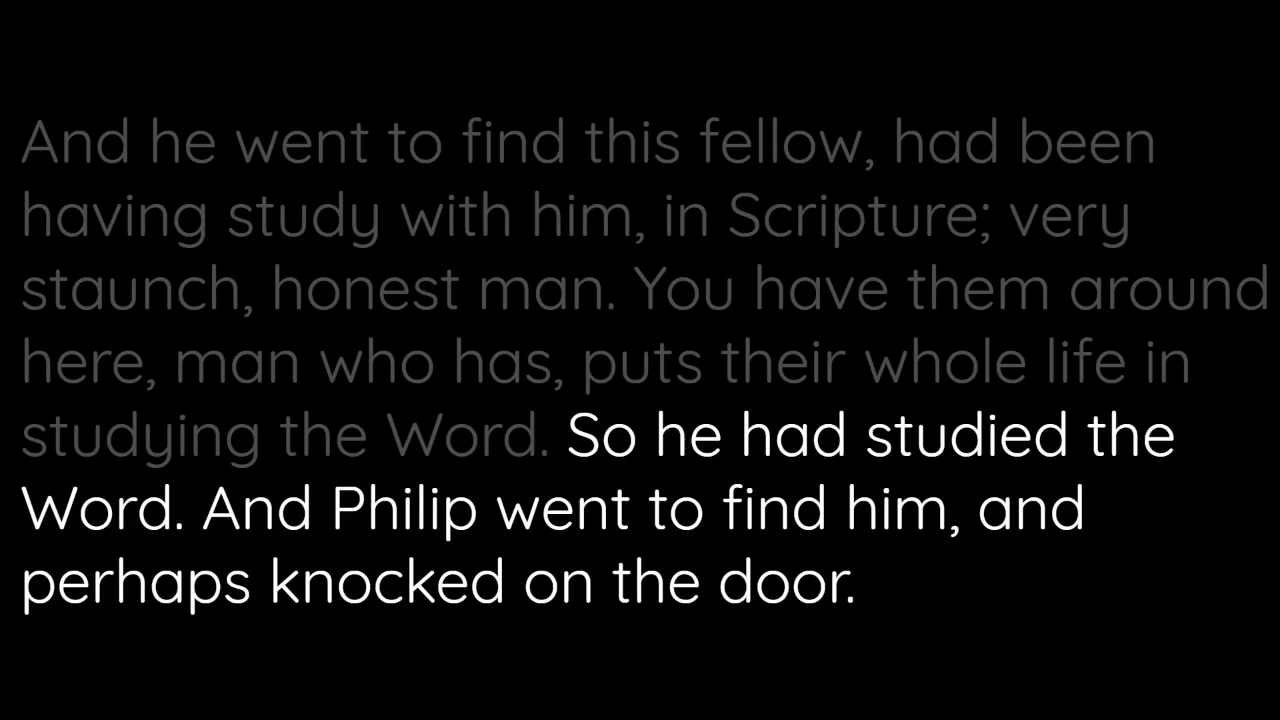 And he went to find this fellow, had been
having study with him, in Scripture; very
staunch, honest man. You have them around
here, man who has, puts their whole life in
studying the Word. So he had studied the
Word. And Philip went to find him, and
perhaps knocked on the door.